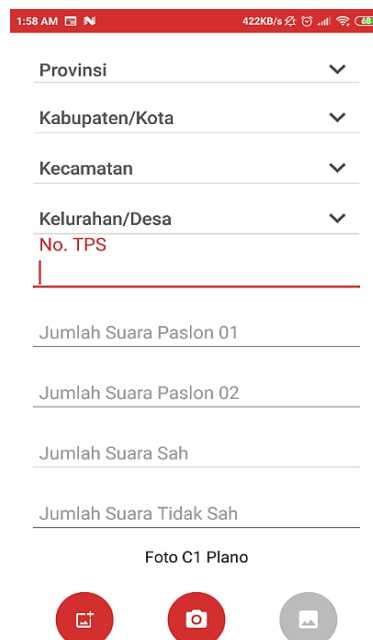 1:58 AM 422KB/s 68
Provinsi
Kabupaten/Kota
Kecamatan
Kelurahan/Desa
No. TPS
Jumlah Suara Paslon 01
Jumlah Suara Paslon 02
Jumlah Suara Sah
Jumlah Suara Tidak Sah
Foto C1 Plano